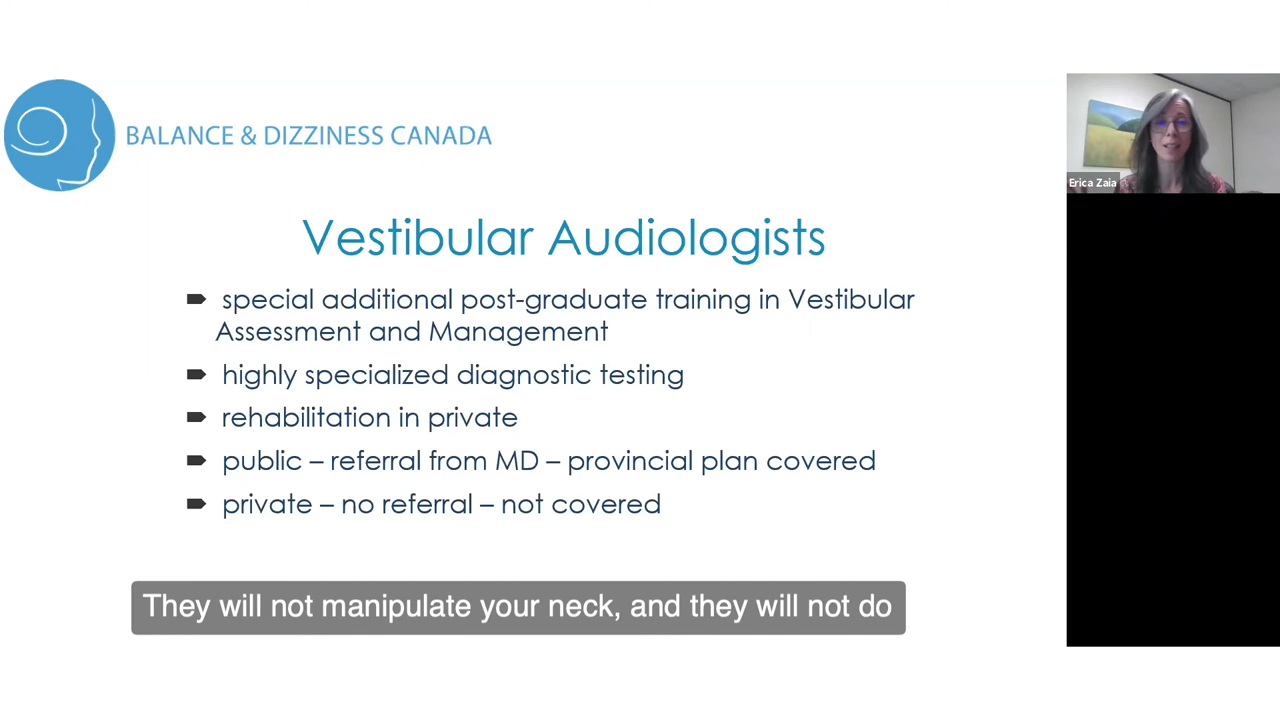 BALANCE & DIZZINESS CANADA
Erica Zaia
Vestibular Audiologists
special additional post-graduate training in Vestibular
Assessment and Management
highly specialized diagnostic testing
rehabilitation in private
public – referral from MD – provincial plan covered
private – no referral – not covered
They will not manipulate your neck, and they will not do